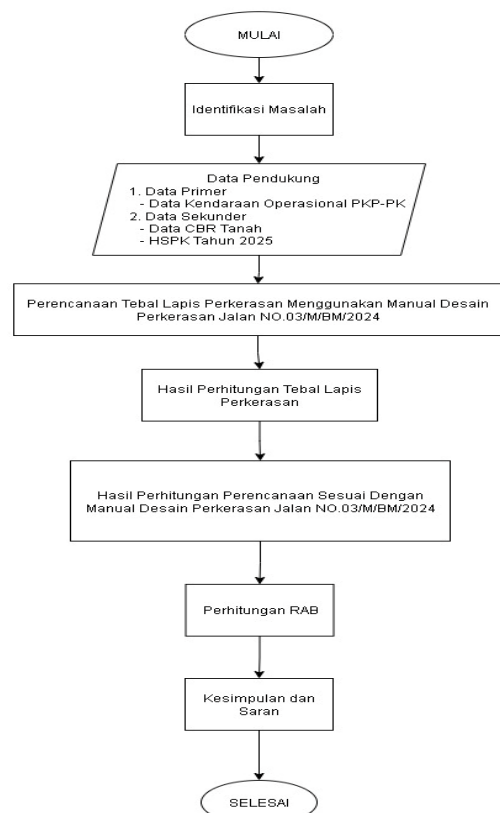 MULAI
Identifikasi Masalah
Data Pendukung
1. Data Primer
- Data Kendaraan Operasional PKP-PK
2. Data Sekunder
- Data CBR Tanah
- HSPK Tahun 2025
Perencanaan Tebal Lapis Perkerasan Menggunakan Manual Desain
Perkerasan Jalan NO.03/M/BM/2024
Hasil Perhitungan Tebal Lapis
Perkerasan
Hasil Perhitungan Perencanaan Sesuai Dengan
Manual Desain Perkerasan Jalan NO.03/M/BM/2024
Perhitungan RAB
Kesimpulan dan
Saran
SELESAI